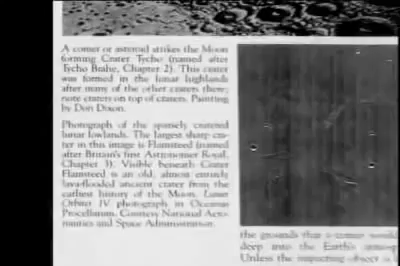 A comet or asteroid strikes the Moon
forming Crater Tycho (named after
Tycho Brahe, Chapter 2). This crater
was formed in the lunar highlands
after many of the other craters there;
note craters on top of craters. Painting
by Don Dixon.
Photograph of the sparsely cratered
lunar lowlands. The largest sharp cra-
ter in this image is Flamsteed (named
after Britain's first Astronomer Royal,
Chapter 3). Visible beneath Crater
Flamsteed is an old, almost entirely
lava-flooded ancient crater from the
earliest history of the Moon. Lunar
Orbiter IV photograph in Oceanus
Procellarum. Courtesy National Aero-
nautics and Space Administration.
the grounds that a comet would
deep into the Earth's
Unless the impacting object is